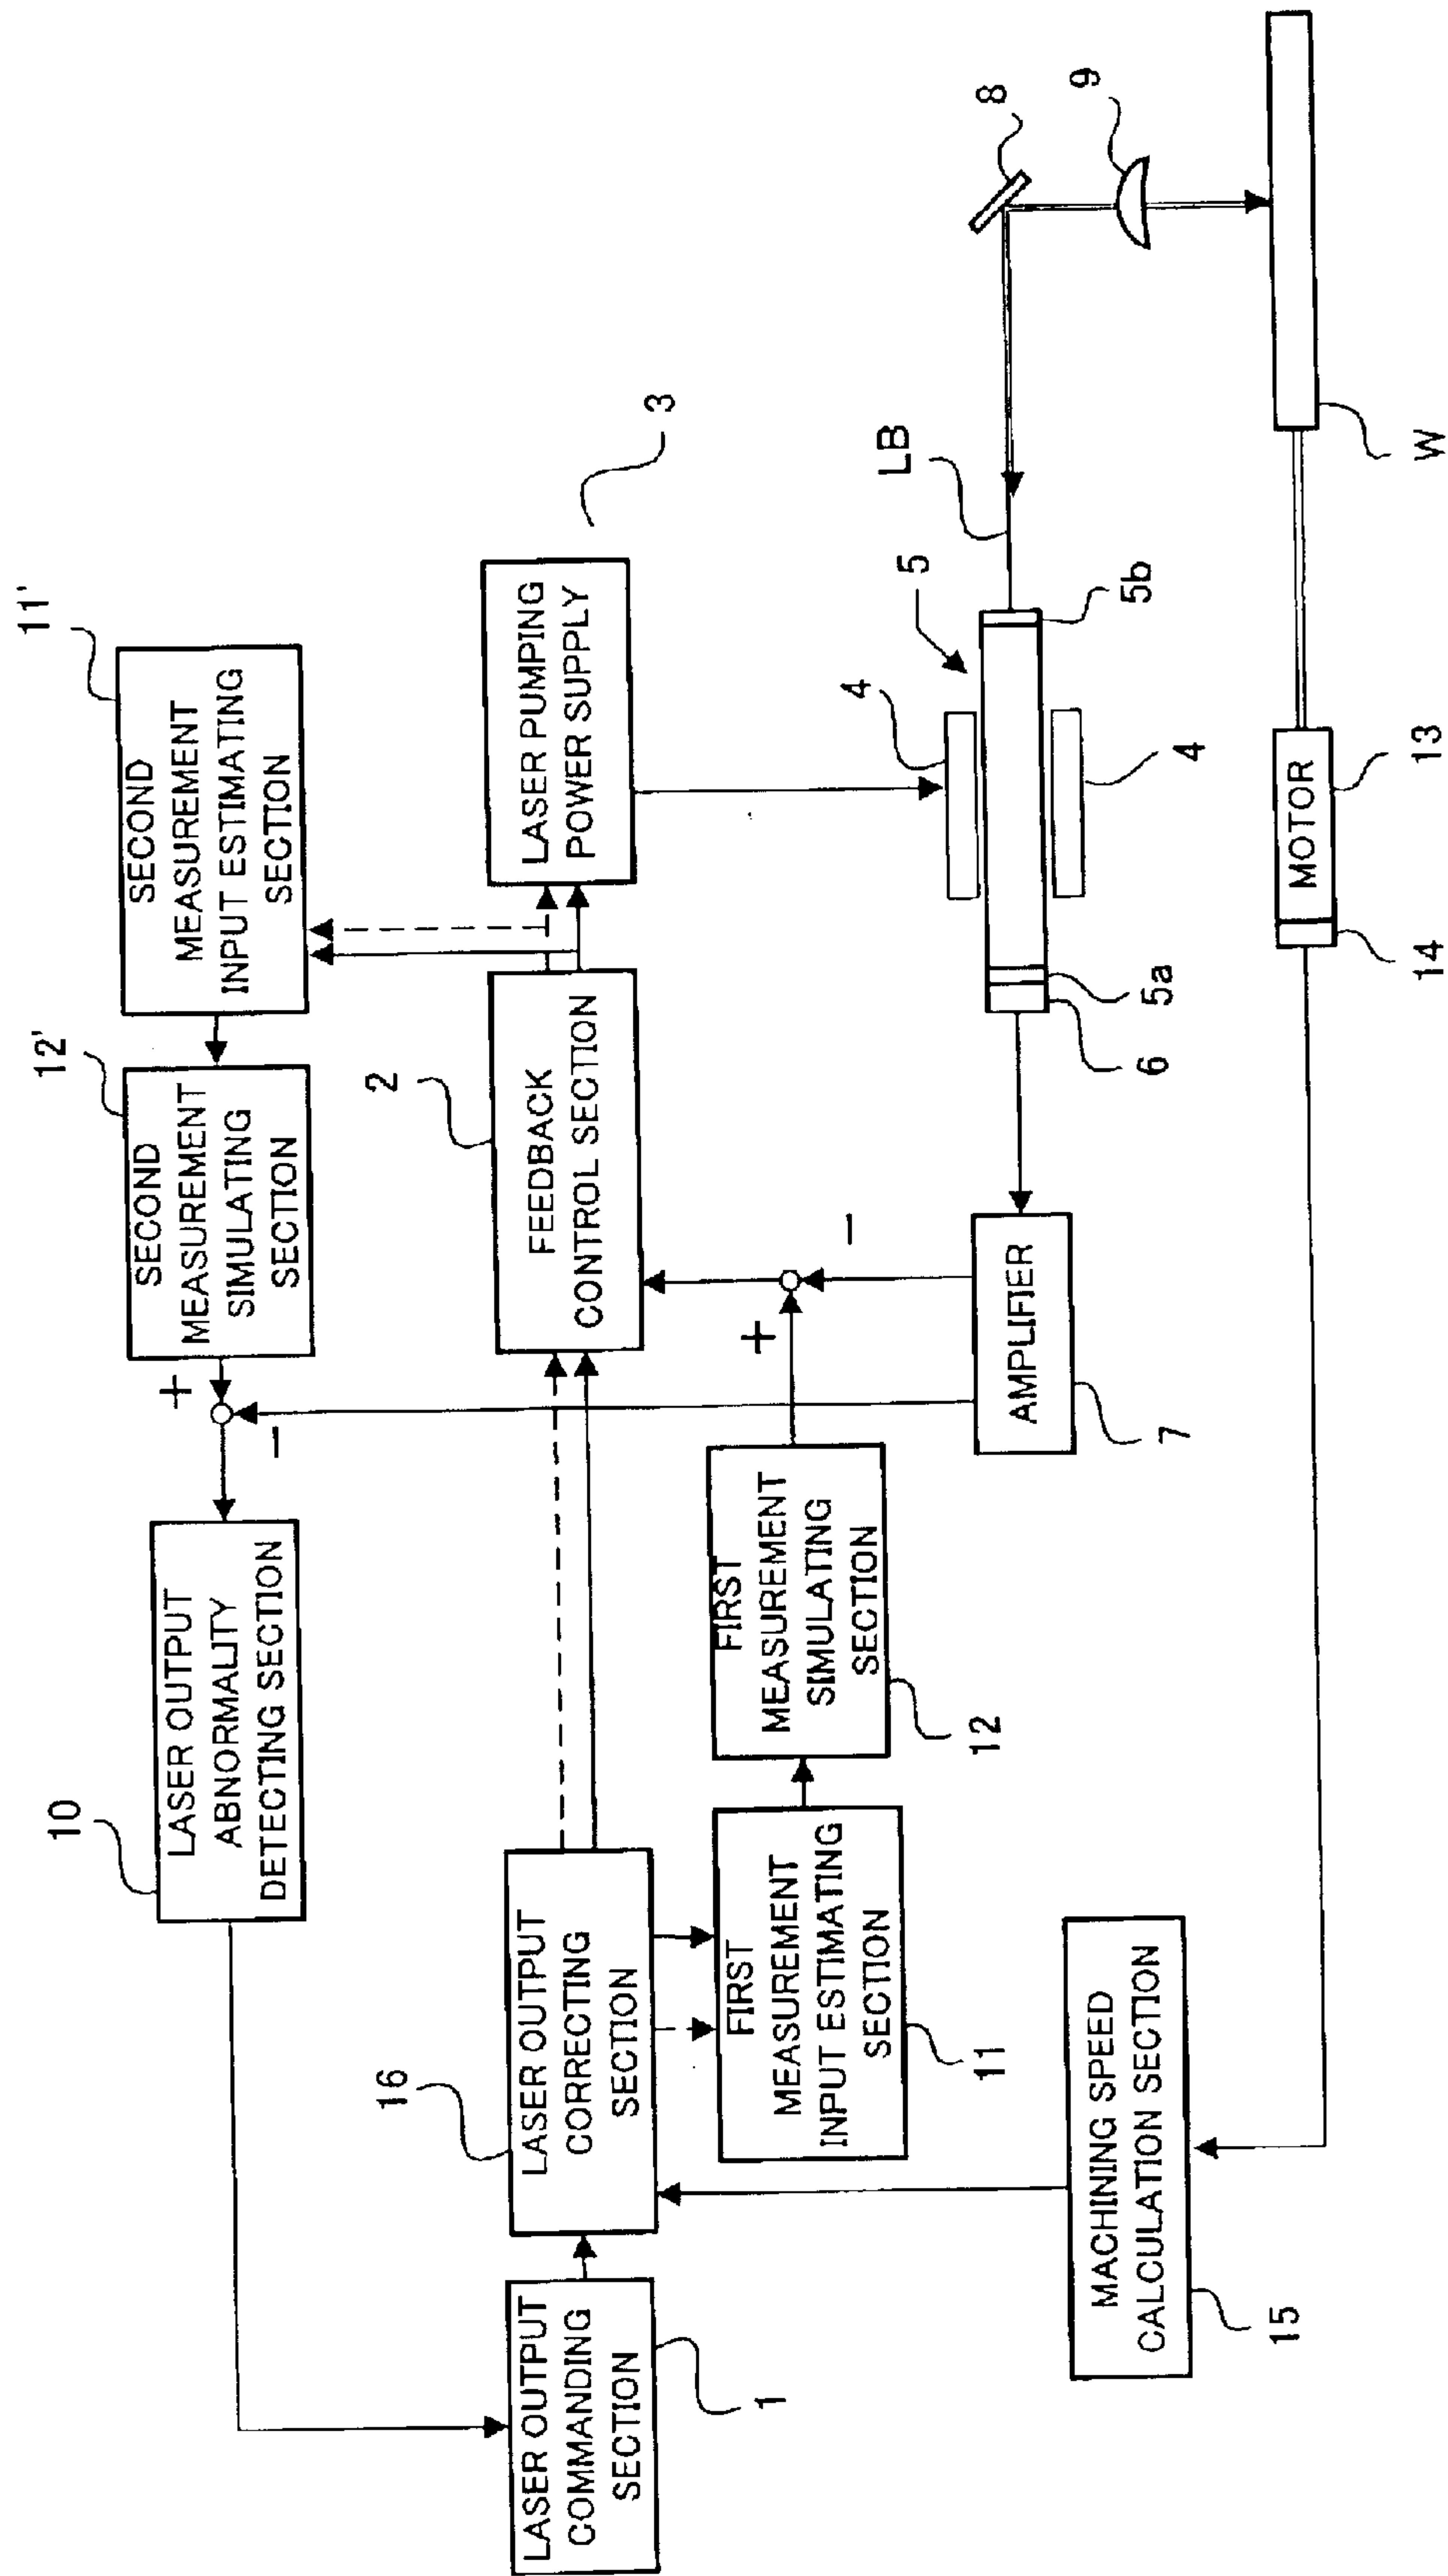 10
LASER OUTPUT
ABNORMALITY
DETECTING SECTION
+
−
12'
SECOND
MEASUREMENT
SIMULATING
SECTION
11'
SECOND
MEASUREMENT
INPUT ESTIMATING
SECTION
LASER OUTPUT
COMMANDING
SECTION
1
16
LASER OUTPUT
CORRECTING
SECTION
2
FEEDBACK
CONTROL SECTION
LASER PUMPING
POWER SUPPLY
3
FIRST
MEASUREMENT
INPUT ESTIMATING
SECTION
11
FIRST
MEASUREMENT
SIMULATING
SECTION
12
+
−
AMPLIFIER
7
6
5a
4
4
5
5b
LB
8
9
MACHINING SPEED
CALCULATION SECTION
15
14
MOTOR
13
W